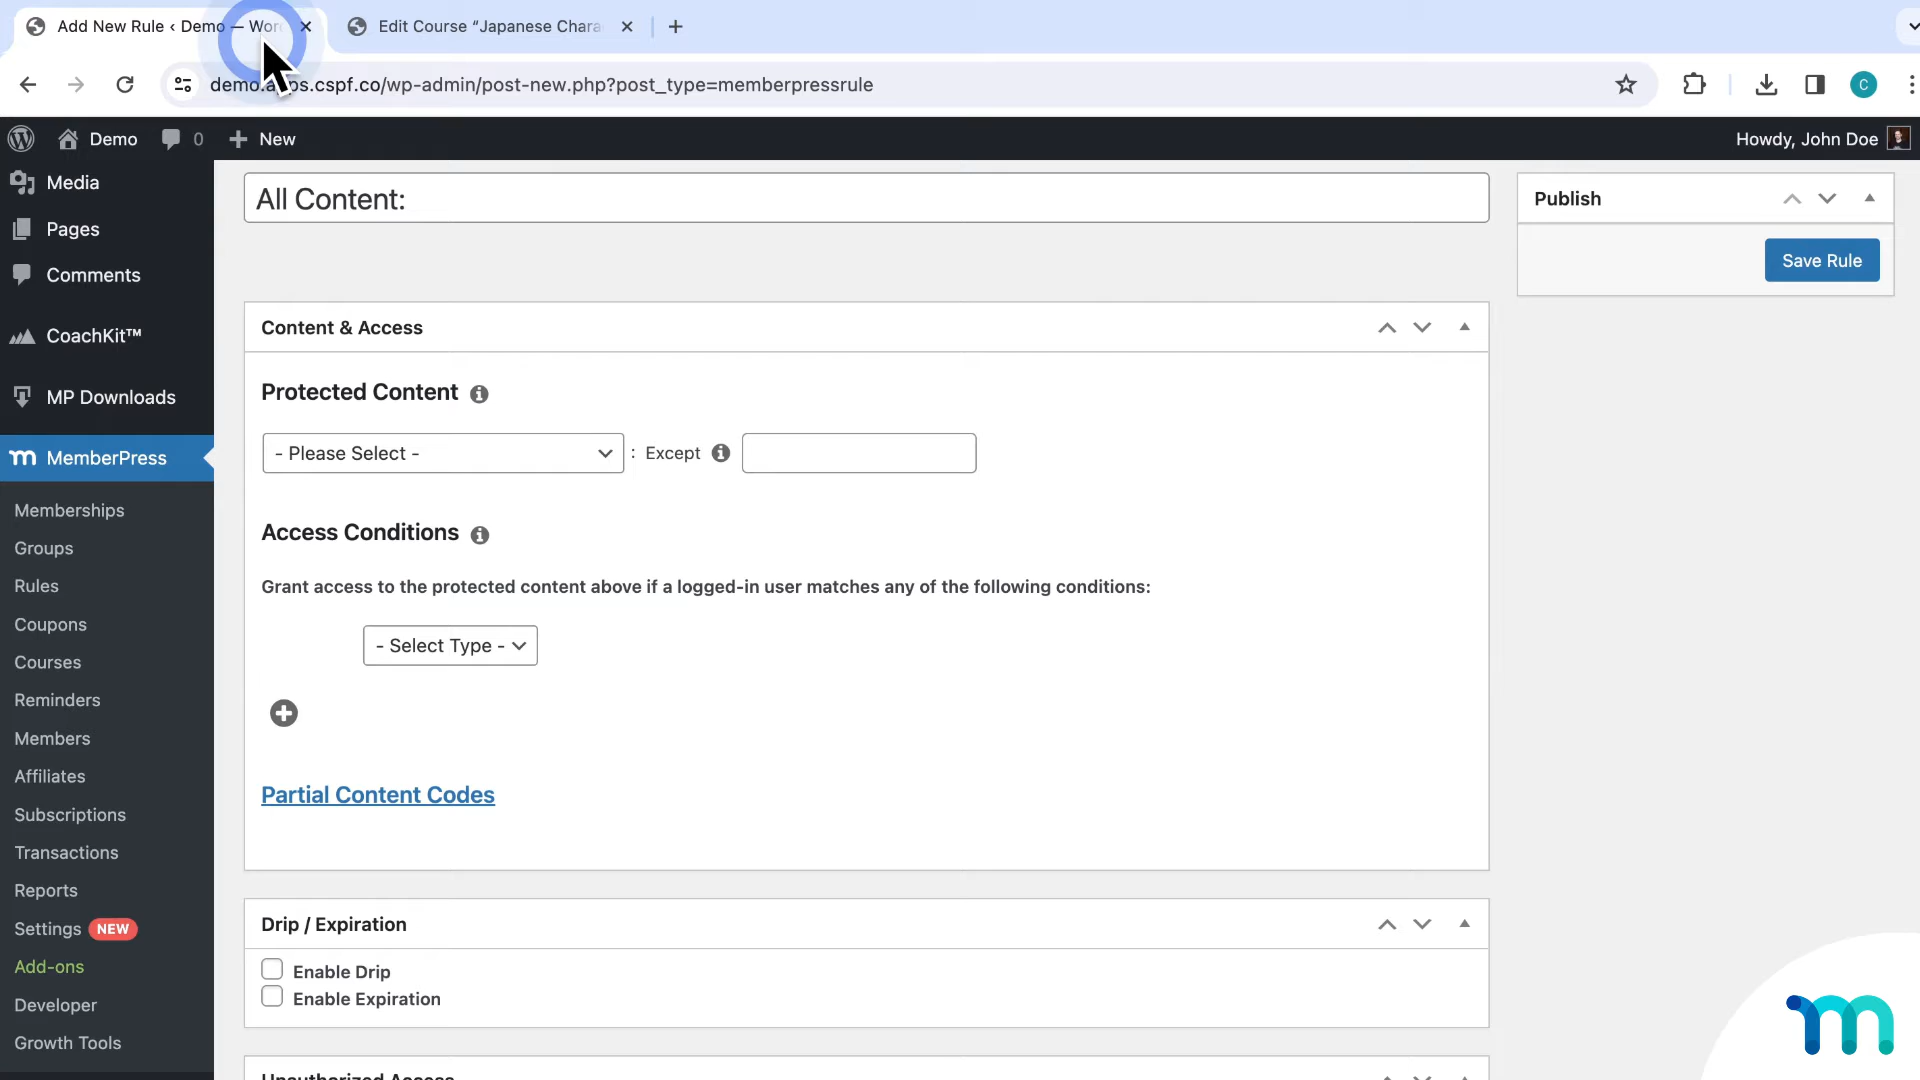 Add New Rule ‹ Demo — Wor
Edit Course “Japanese Chara
demo.a ps.cspf.co/wp-admin/post-new.php?post_type=memberpressrule
C
Demo
0
New
Howdy, John Doe
Media
Pages
Comments
CoachKit™
MP Downloads
MemberPress
Memberships
Groups
Rules
Coupons
Courses
Reminders
Members
Affiliates
Subscriptions
Transactions
Reports
Settings NEW
Add-ons
Developer
Growth Tools
All Content:
Content & Access
Protected Content
- Please Select -
: Except
Access Conditions
Grant access to the protected content above if a logged-in user matches any of the following conditions:
- Select Type -
Partial Content Codes
Drip / Expiration
Enable Drip
Enable Expiration
Unauthorized Access
Publish
Save Rule